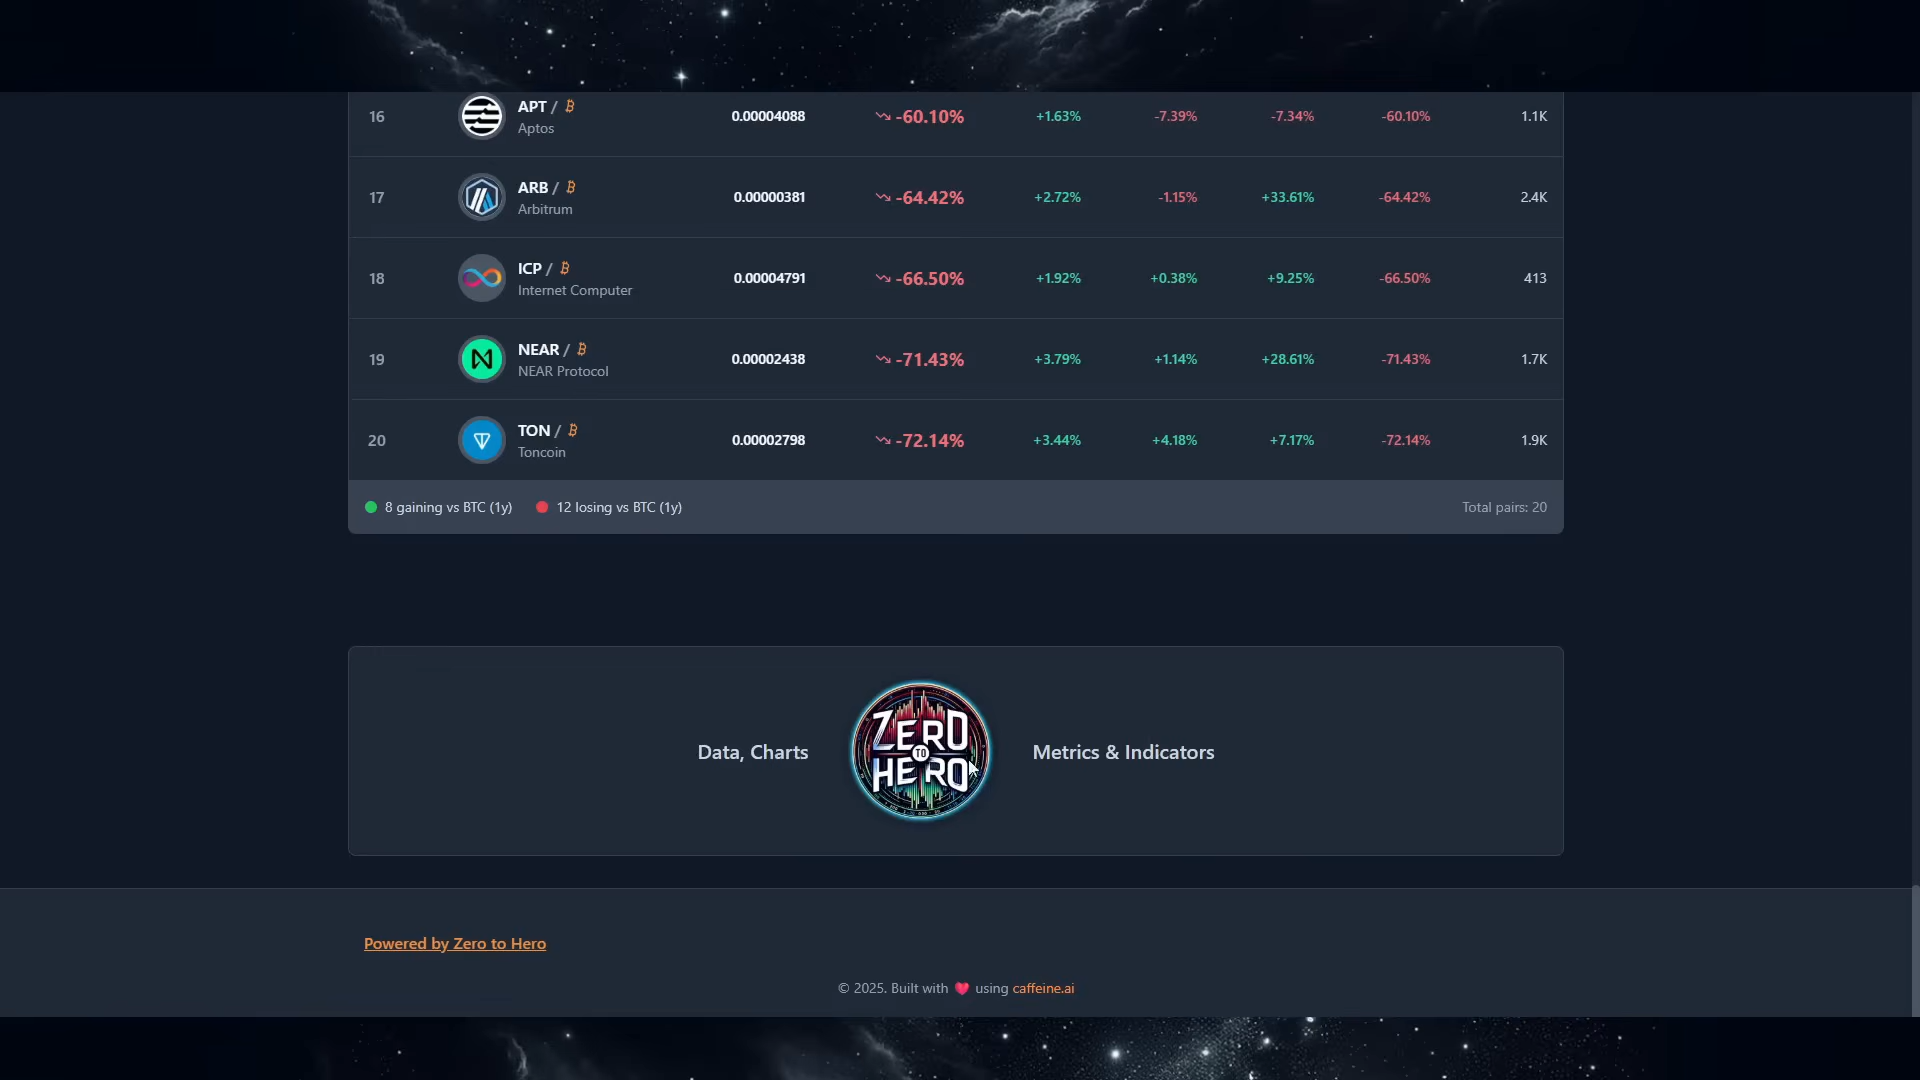 16 APT / ₿ 0.00004088 -60.10% +1.63% -7.39% -7.34% -60.10% 1.1K
Aptos
17 ARB / ₿ 0.00000381 -64.42% +2.72% -1.15% +33.61% -64.42% 2.4K
Arbitrum
18 ICP / ₿ 0.00004791 -66.50% +1.92% +0.38% +9.25% -66.50% 413
Internet Computer
19 NEAR / ₿ 0.00002438 -71.43% +3.79% +1.14% +28.61% -71.43% 1.7K
NEAR Protocol
20 TON / ₿ 0.00002798 -72.14% +3.44% +4.18% +7.17% -72.14% 1.9K
Toncoin
8 gaining vs BTC (1y) 12 losing vs BTC (1y) Total pairs: 20
Data, Charts
ZERO
TO
HERO
Metrics & Indicators
Powered by Zero to Hero
© 2025. Built with ❤ using caffeine.ai